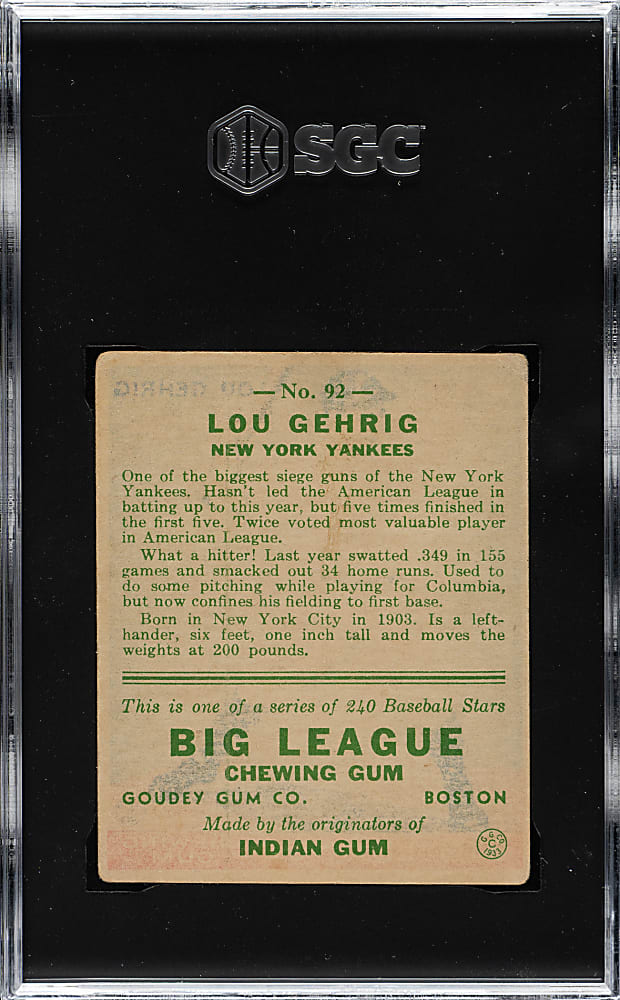 SGC
— No. 92 —
LOU GEHRIG
LOU GEHRIG
NEW YORK YANKEES
One of the biggest siege guns of the New York
Yankees. Hasn't led the American League in
batting up to this year, but five times finished in
the first five. Twice voted most valuable player
in American League.
What a hitter! Last year swatted .349 in 155
games and smacked out 34 home runs. Used to
do some pitching while playing for Columbia,
but now confines his fielding to first base.
Born in New York City in 1903. Is a left-
hander, six feet, one inch tall and moves the
weights at 200 pounds.
This is one of a series of 240 Baseball Stars
BIG LEAGUE
CHEWING GUM
GOUDEY GUM CO. BOSTON
Made by the originators of
INDIAN GUM
G. G. CO.
C
1933